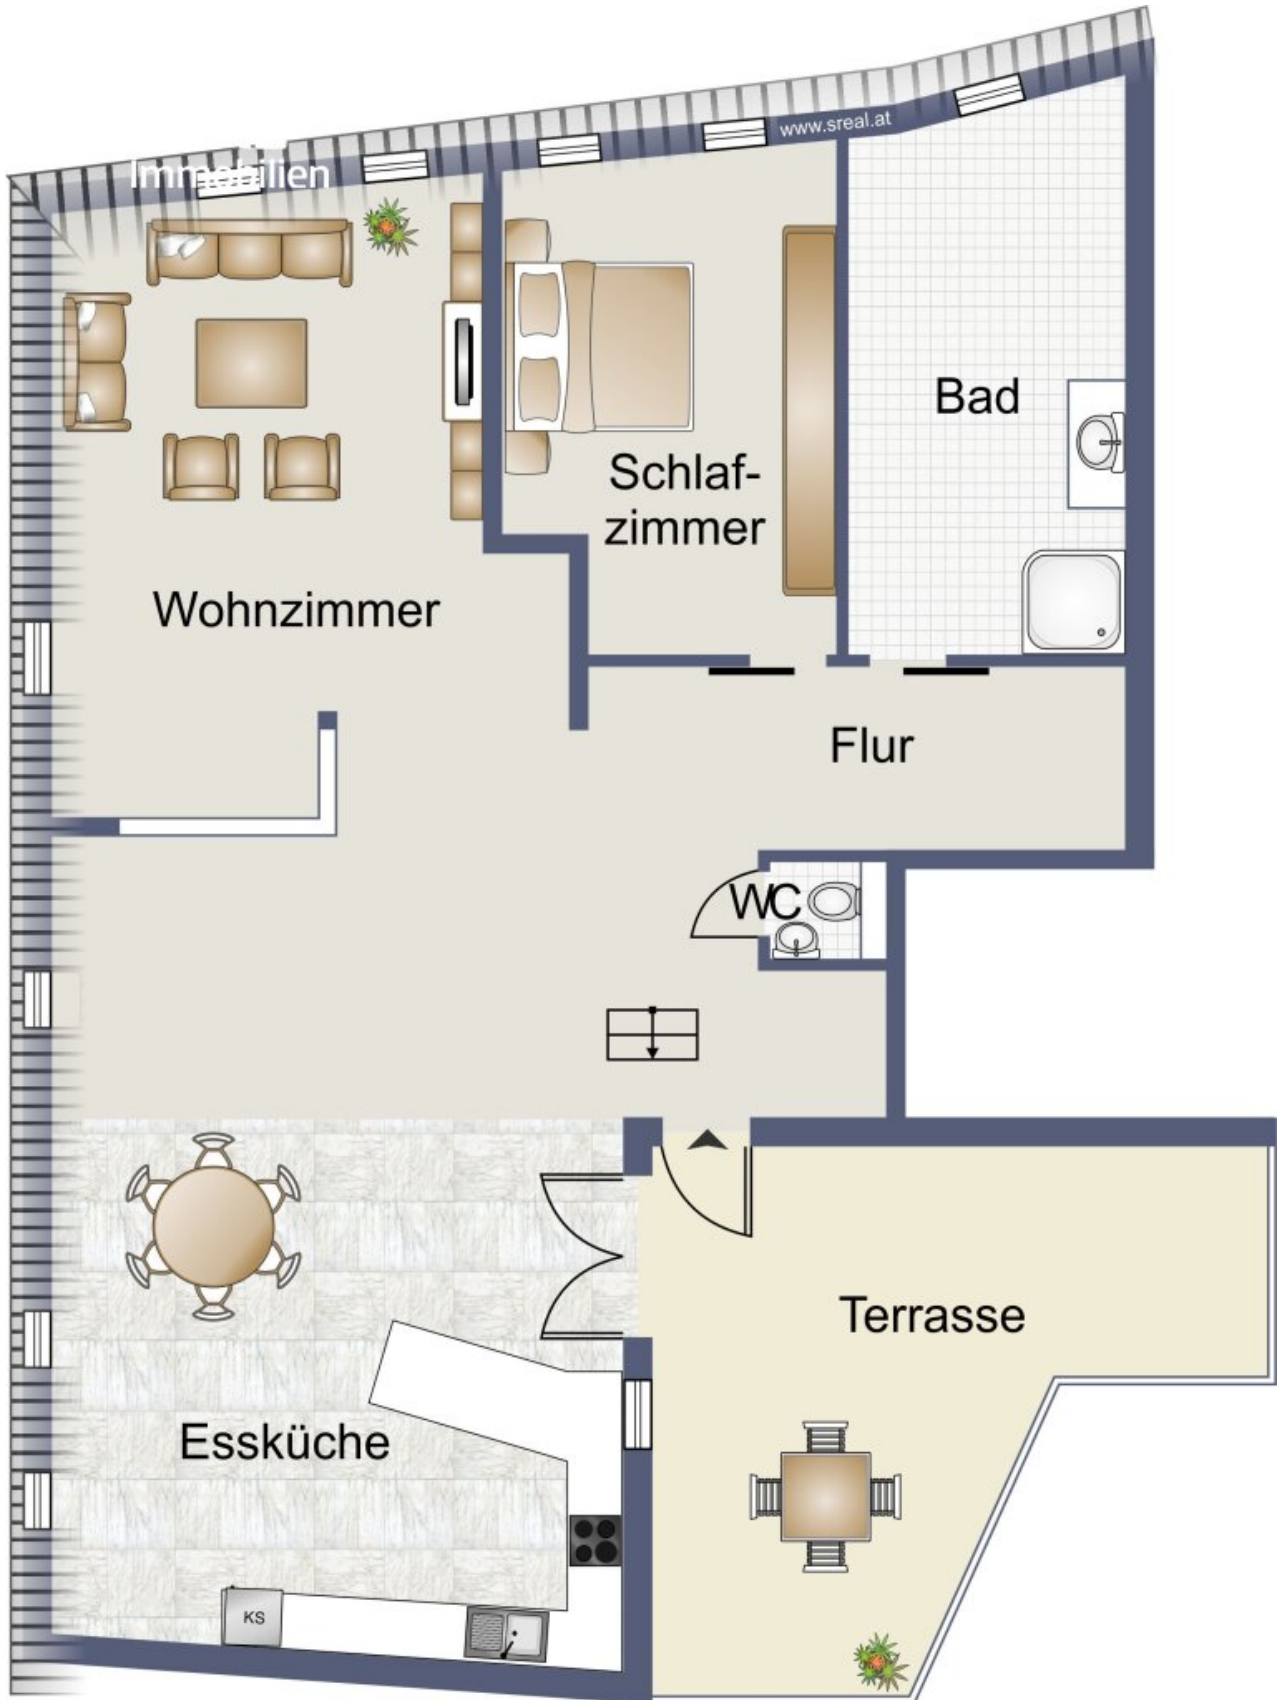 www.sreal.at
Immobilien
Bad
Schlaf-
zimmer
Wohnzimmer
Flur
WC
Terrasse
Essküche
KS